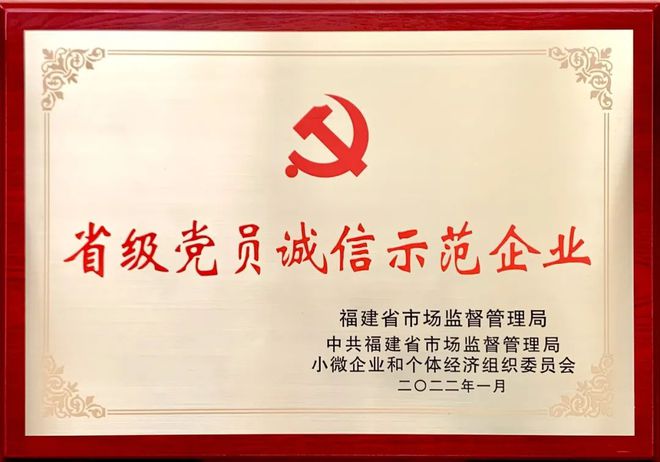 省级党员诚信示范企业
福建省市场监督管理局
中共福建省市场监督管理局
小微企业和个体经济组织委员会
二〇二二年一月